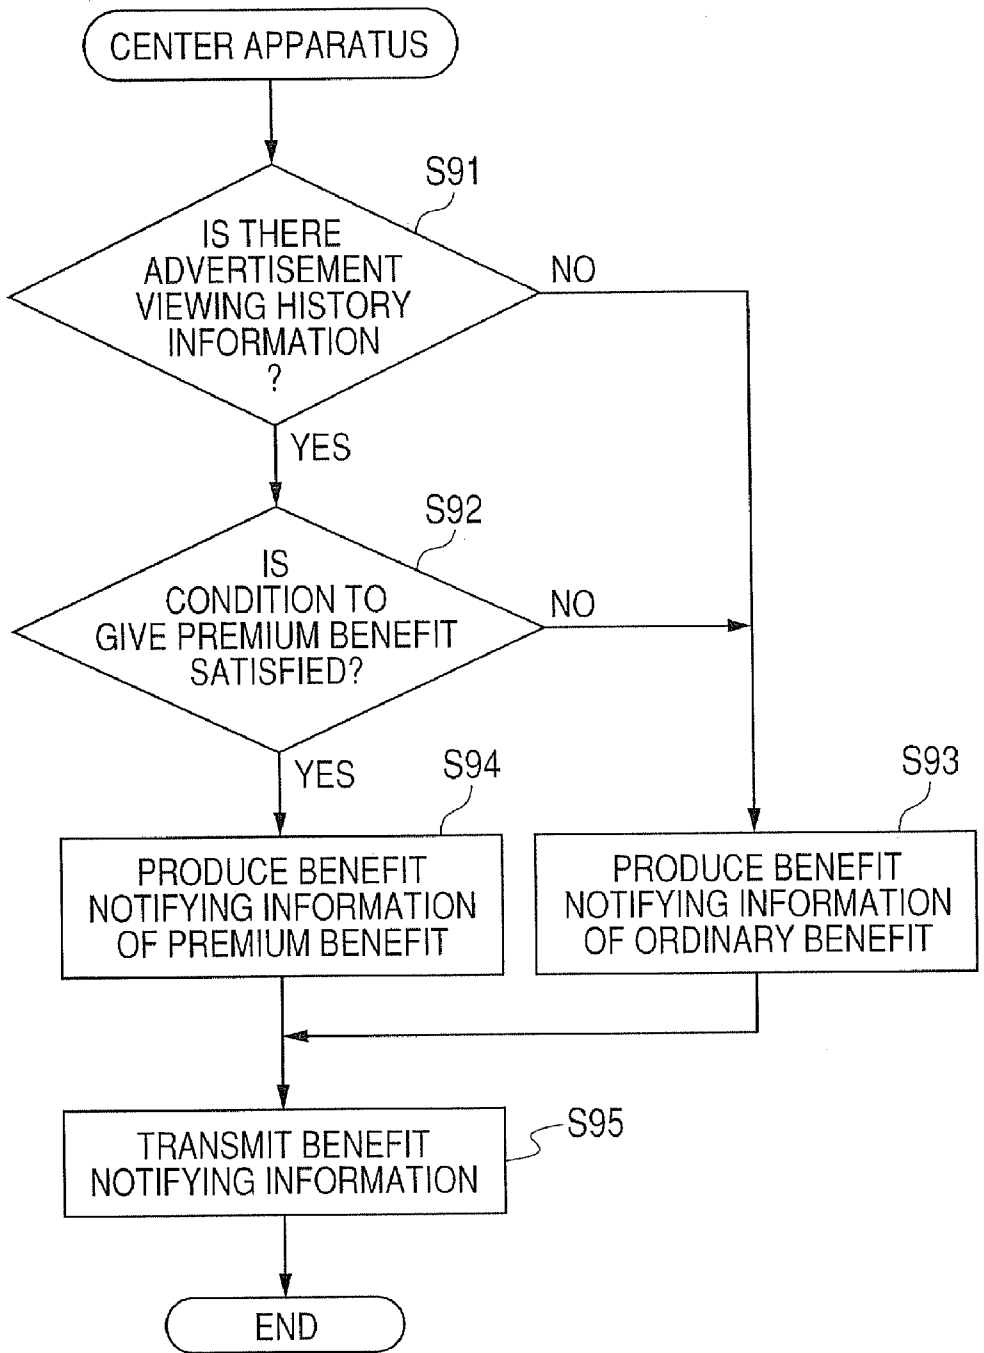 CENTER APPARATUS
S91
IS THERE
ADVERTISEMENT
VIEWING HISTORY
INFORMATION
?
NO
YES
S92
IS
CONDITION TO
GIVE PREMIUM BENEFIT
SATISFIED?
NO
YES
S94
PRODUCE BENEFIT
NOTIFYING INFORMATION
OF PREMIUM BENEFIT
S93
PRODUCE BENEFIT
NOTIFYING INFORMATION
OF ORDINARY BENEFIT
TRANSMIT BENEFIT
NOTIFYING INFORMATION
S95
END